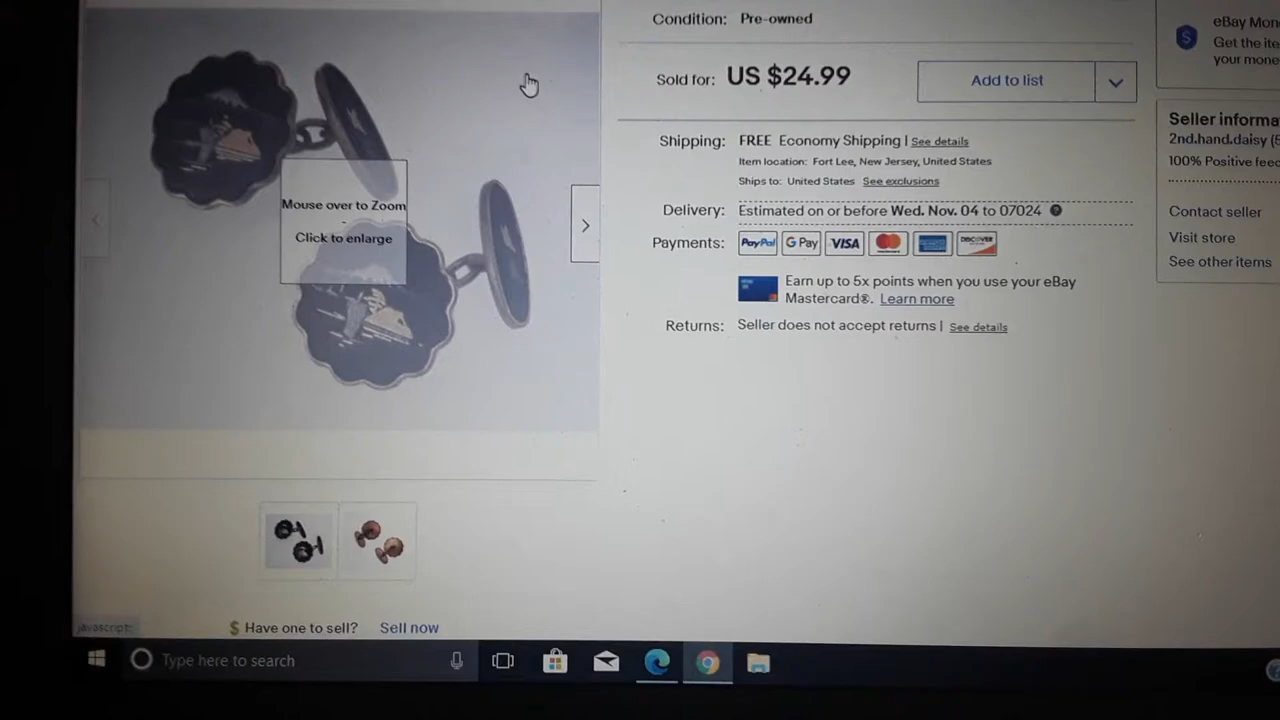 Condition: Pre-owned
Sold for: US $24.99
Add to list
Shipping: FREE Economy Shipping | See details
Item location: Fort Lee, New Jersey, United States
Ships to: United States See exclusions
Delivery: Estimated on or before Wed. Nov. 04 to 07024
Payments: PayPal G Pay VISA DISCOVER
Earn up to 5x points when you use your eBay
Mastercard®. Learn more
Returns: Seller does not accept returns | See details
eBay Mon
Get the ite
your mone
Seller informa
2nd.hand.daisy
100% Positive feed
Contact seller
Visit store
See other items
Mouse over to Zoom
-
Click to enlarge
$ Have one to sell? Sell now
javascript:
Type here to search